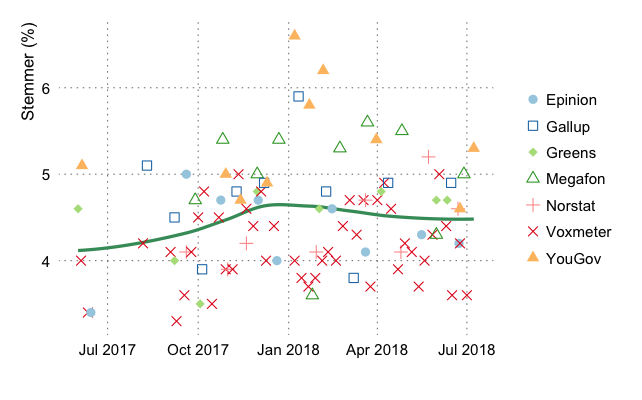 Stemmer (%)
6
5
4
Jul 2017
Oct 2017
Jan 2018
Apr 2018
Jul 2018
Epinion
Gallup
Greens
Megafon
Norstat
Voxmeter
YouGov